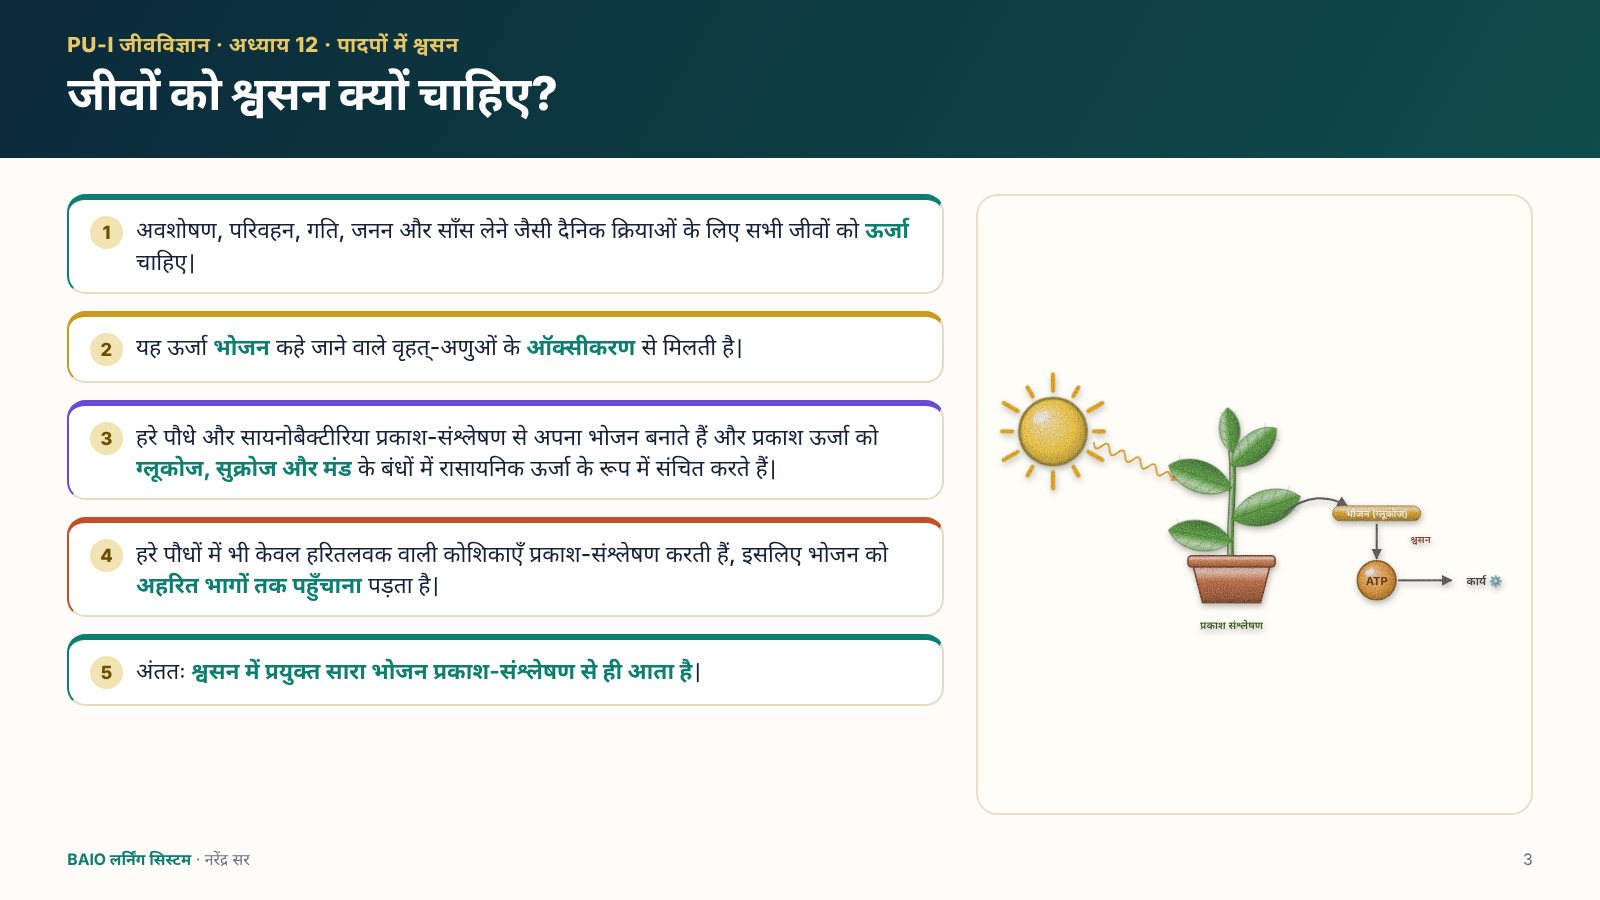 PU-I जीवविज्ञान · अध्याय 12 · पादपों में श्वसन
जीवों को श्वसन क्यों चाहिए?
1
अवशोषण, परिवहन, गति, जनन और साँस लेने जैसी दैनिक क्रियाओं के लिए सभी जीवों को ऊर्जा
चाहिए|
2
यह ऊर्जा भोजन कहे जाने वाले वृहत्-अणुओं के ऑक्सीकरण से मिलती है|
3
हरे पौधे और सायनोबैक्टीरिया प्रकाश-संश्लेषण से अपना भोजन बनाते हैं और प्रकाश ऊर्जा को
ग्लूकोज, सुक्रोज और मंड के बंधों में रासायनिक ऊर्जा के रूप में संचित करते हैं|
4
हरे पौधों में भी केवल हरितलवक वाली कोशिकाएँ प्रकाश-संश्लेषण करती हैं, इसलिए भोजन को
अहरित भागों तक पहुँचाना पड़ता है|
5
अंततः श्वसन में प्रयुक्त सारा भोजन प्रकाश-संश्लेषण से ही आता है|
भोजन (ग्लूकोज)
श्वसन
ATP
कार्य
प्रकाश संश्लेषण
BAIO लर्निंग सिस्टम · नरेंद्र सर
3